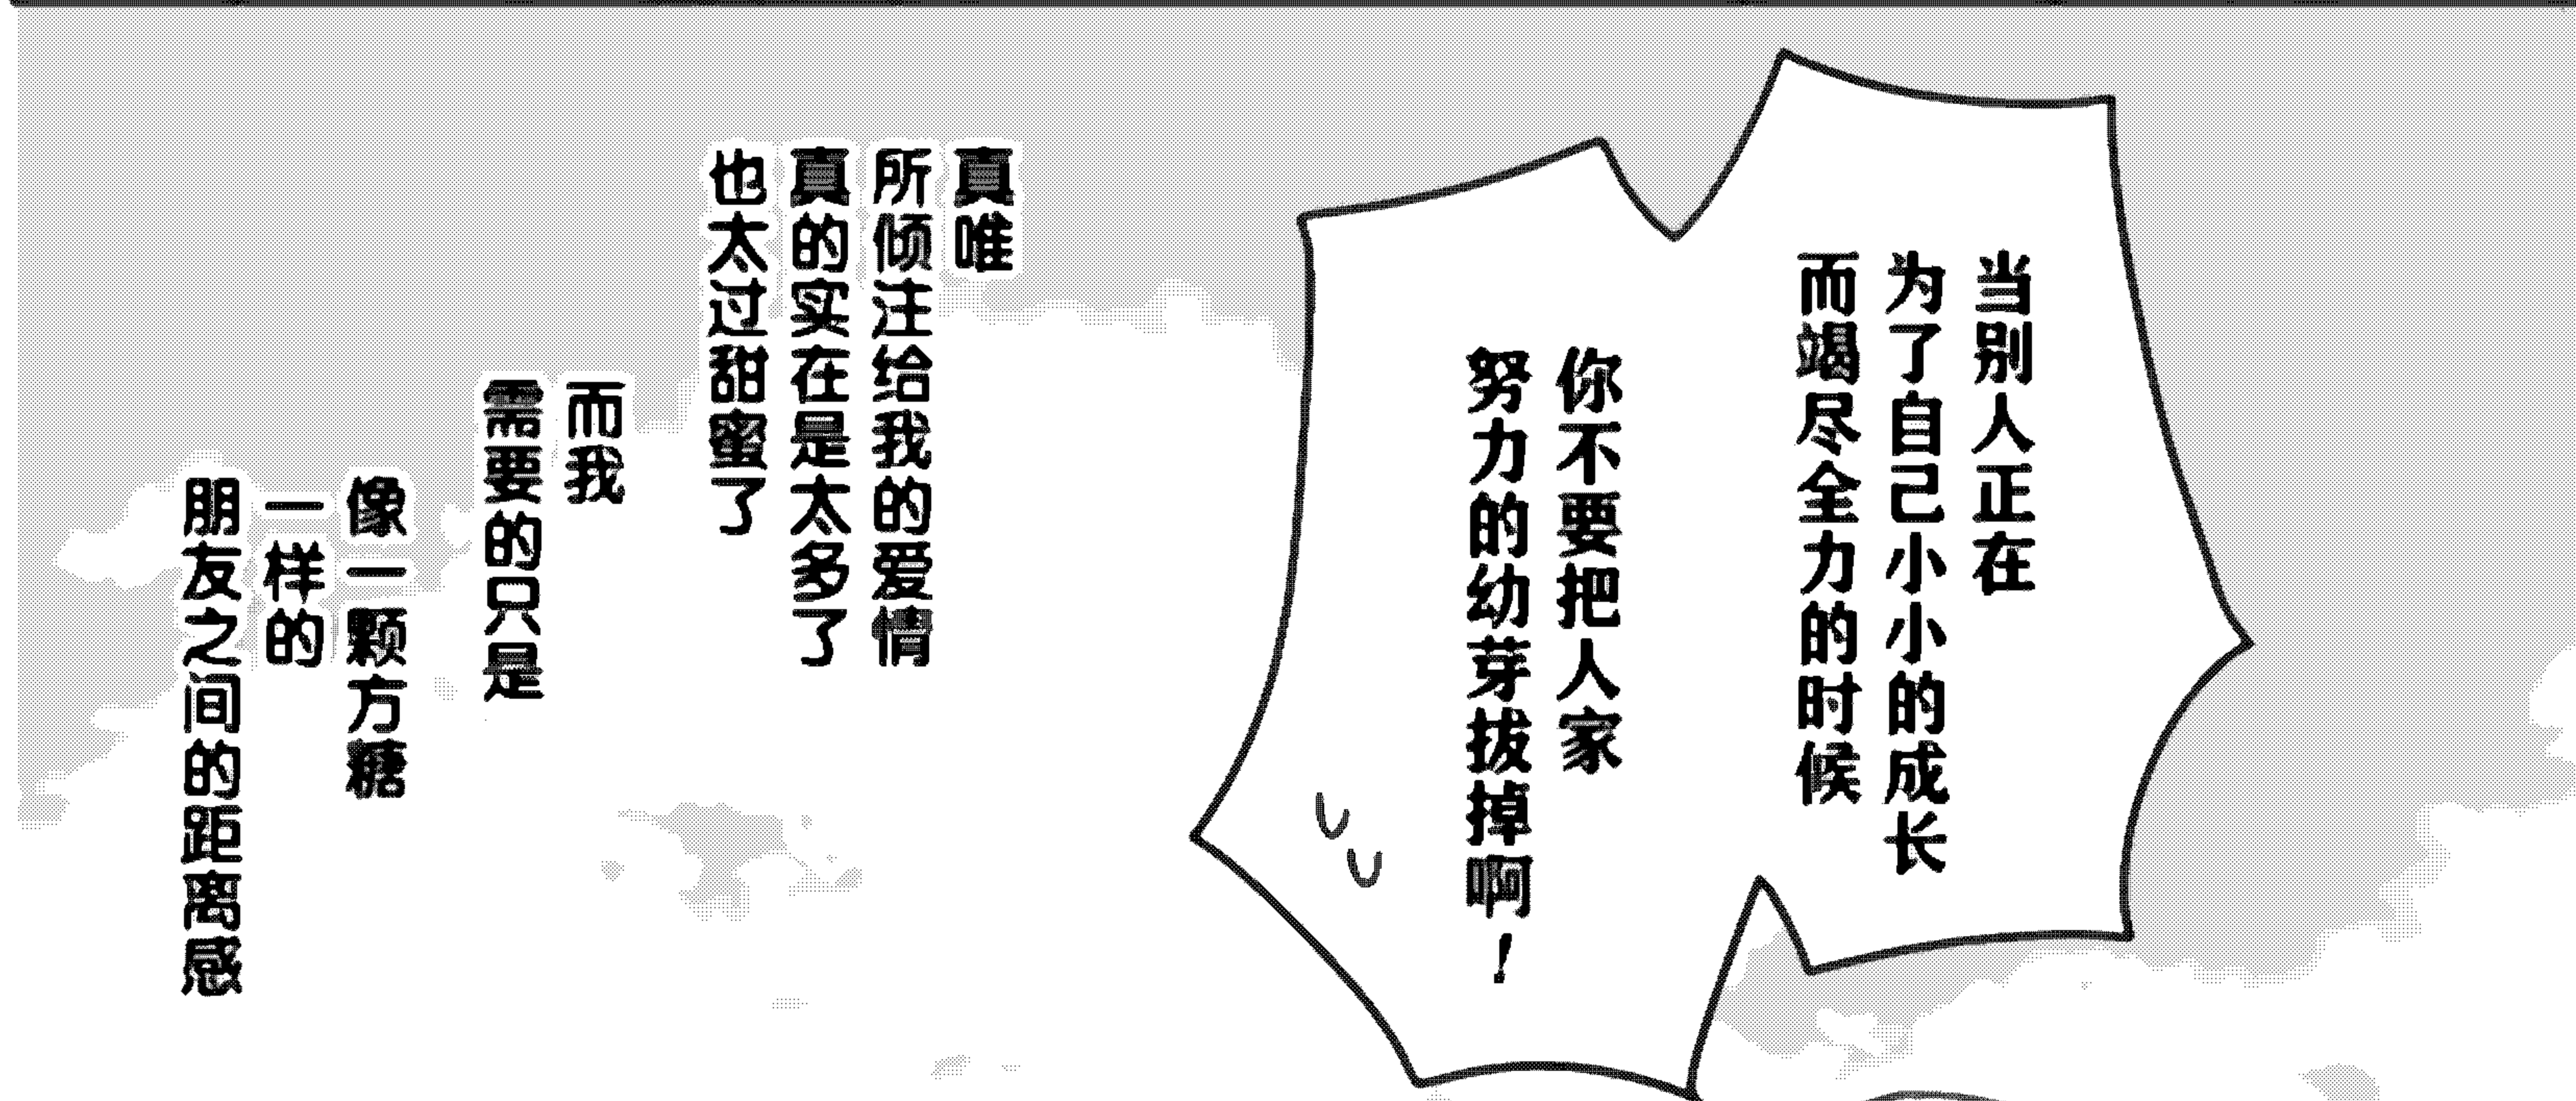 当别人正在
为了自己小小的成长
而竭尽全力的时候
你不要把人家
努力的幼芽拔掉啊！
真唯
所倾注给我的爱情
真的实在是太多了
也太过甜蜜了
而我
需要的只是
像一颗方糖
一样的
朋友之间的距离感